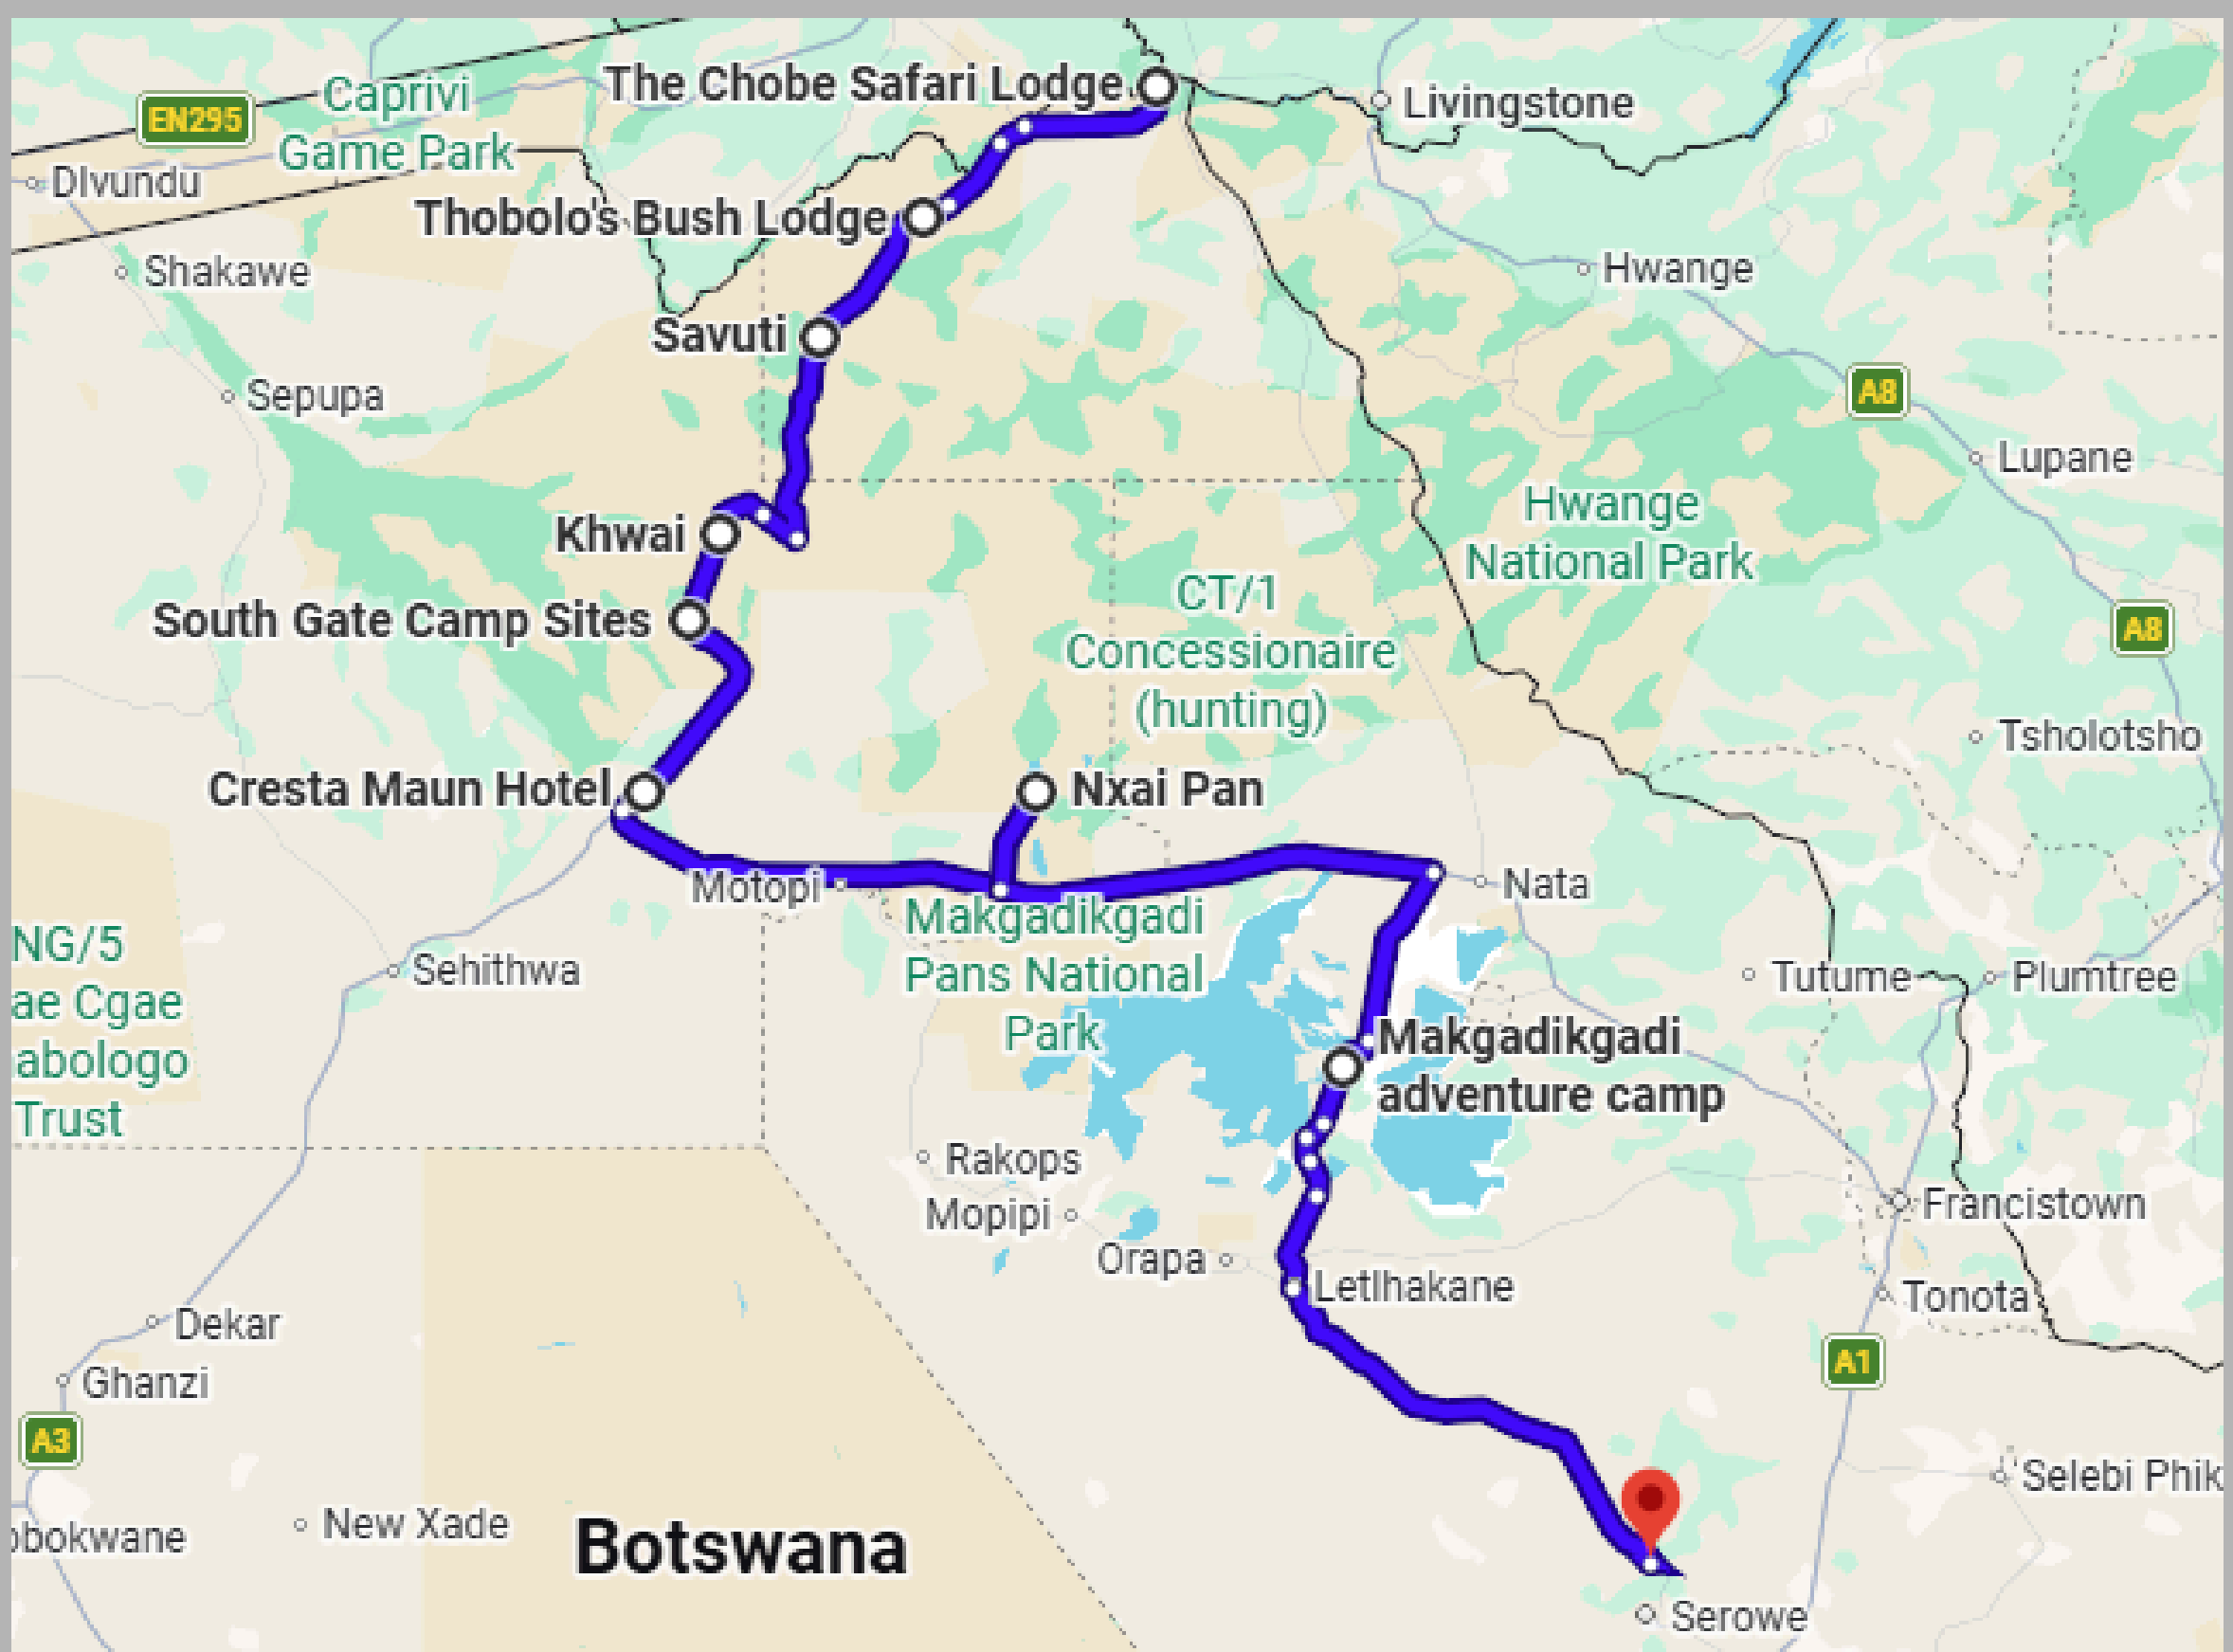 The Chobe Safari Lodge
Livingstone
Caprivi
Game Park
EN295
DIvundu
Thobolo's Bush Lodge
Shakawe
Hwange
Savuti
Sepupa
A8
Lupane
Khwai
Hwange
National Park
South Gate Camp Sites
CT/1
Concessionaire
(hunting)
A8
Tsholotsho
Cresta Maun Hotel
Nxai Pan
Motopi
Nata
Makgadikgadi
Pans National
Park
NG/5
ae Cgae
abologo
Trust
Sehithwa
Tutume
Plumtree
Makgadikgadi
adventure camp
Rakops
Mopipi
Orapa
Letlhakane
Francistown
Tonota
Dekar
Ghanzi
A1
A3
Selebi Phik
New Xade
obokwane
Botswana
Serowe